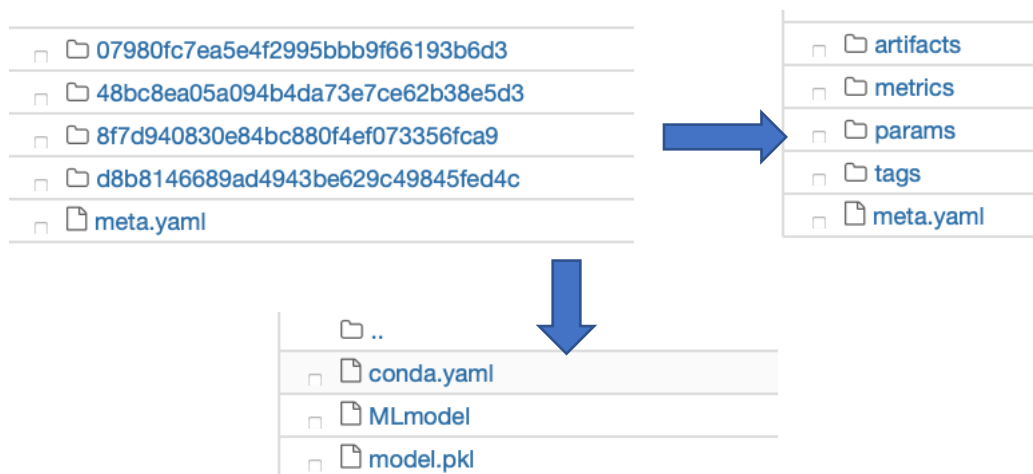 07980fc7ea5e4f2995bbb9f66193b6d3
48bc8ea05a094b4da73e7ce62b38e5d3
8f7d940830e84bc880f4ef073356fca9
d8b8146689ad4943be629c49845fed4c
meta.yaml
artifacts
metrics
params
tags
meta.yaml
..
conda.yaml
MLmodel
model.pkl